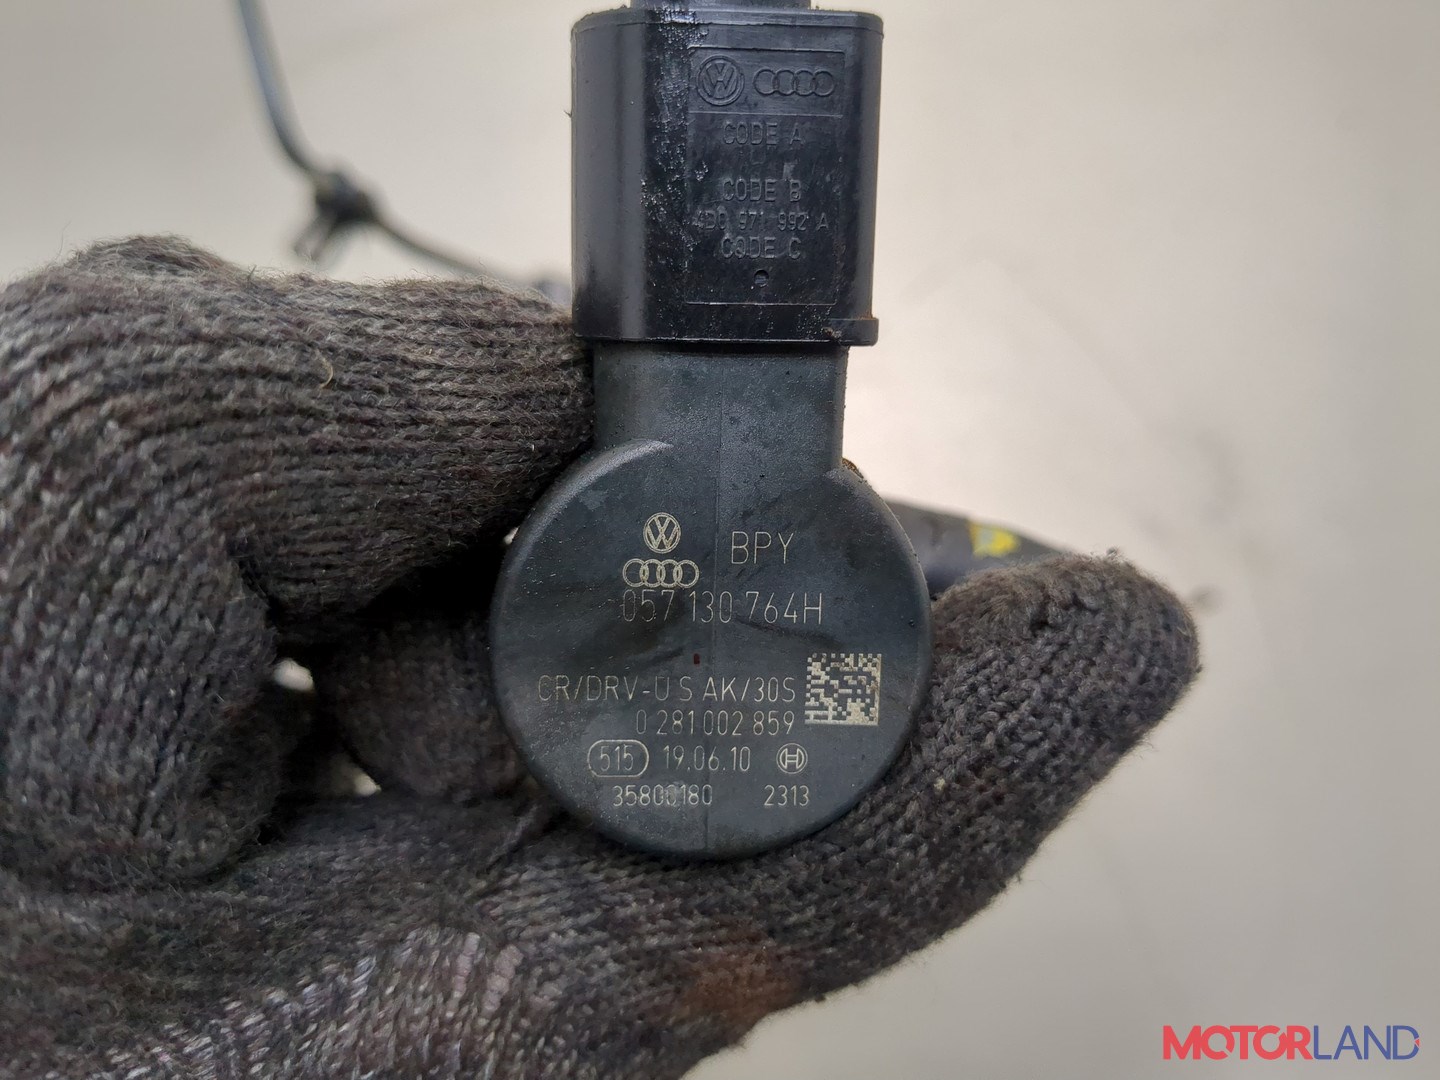 CODE A
CODE B
4D0 971 992 A
CODE C
BPY
057 130 764H
CR/DRV-U S AK/30S
0 281 002 859
515 19.06.10
35800180 2313
MOTORLAND